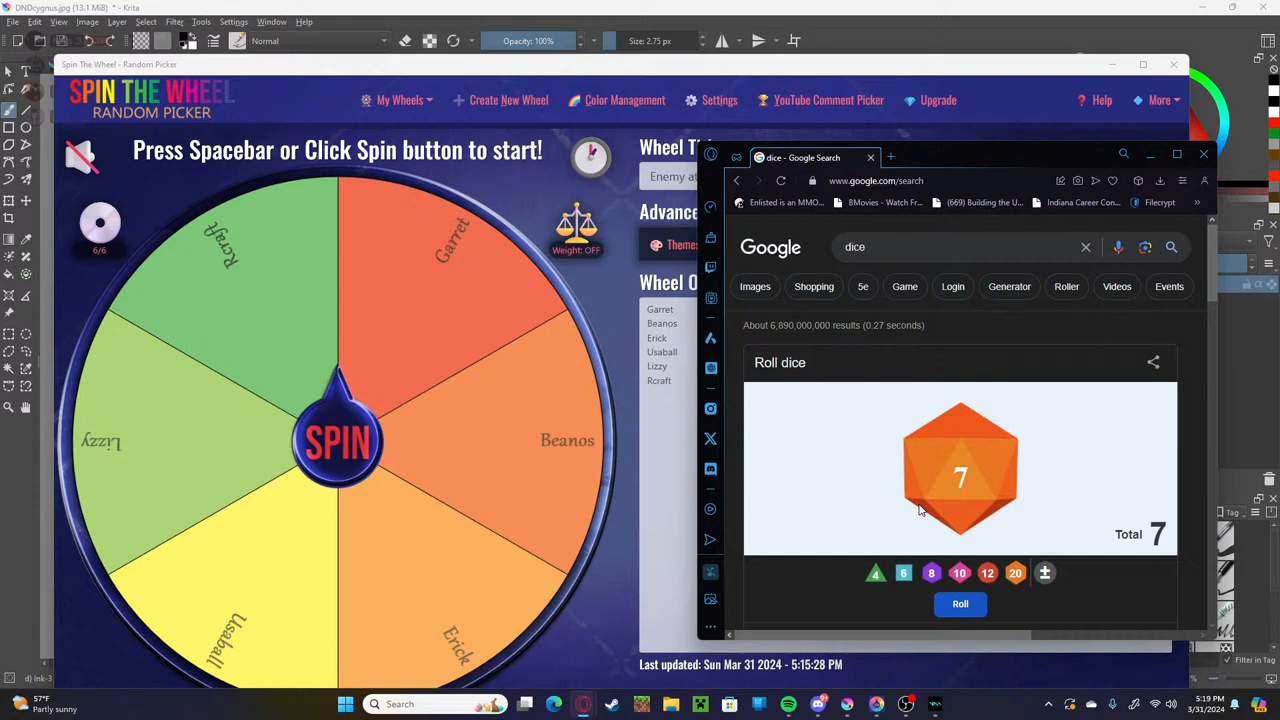 DNDcygnus.jpg (13.1 MiB) * - Krita
File Edit View Image Layer Select Filter Tools Settings Window Help
Normal
Opacity: 100%
Size: 2.75 px
Spin The Wheel - Random Picker
SPIN THE WHEEL
RANDOM PICKER
My Wheels
Create New Wheel
Color Management
Settings
YouTube Comment Picker
Upgrade
Help
More
Press Spacebar or Click Spin button to start!
6/6
Weight: OFF
Rcraft
Garret
Lizzy
Beanos
Usaball
Erick
SPIN
Enemy
Themes
Garret
Beanos
Erick
Usaball
Lizzy
Rcraft
Last updated: Sun Mar 31 2024 - 5:15:28 PM
dice - Google Search
www.google.com/search
Enlisted is an MMO...
BMovies - Watch Fr...
(669) Building the U...
Indiana Career Con...
Filecrypt
Google
dice
Images
Shopping
5e
Game
Login
Generator
Roller
Videos
Events
About 6,890,000,000 results (0.27 seconds)
Roll dice
7
Total 7
4 6 8 10 12 20 ±
Roll
Tag
Filter in Tag
57°F
Partly sunny
Search
5:19 PM
3/31/2024